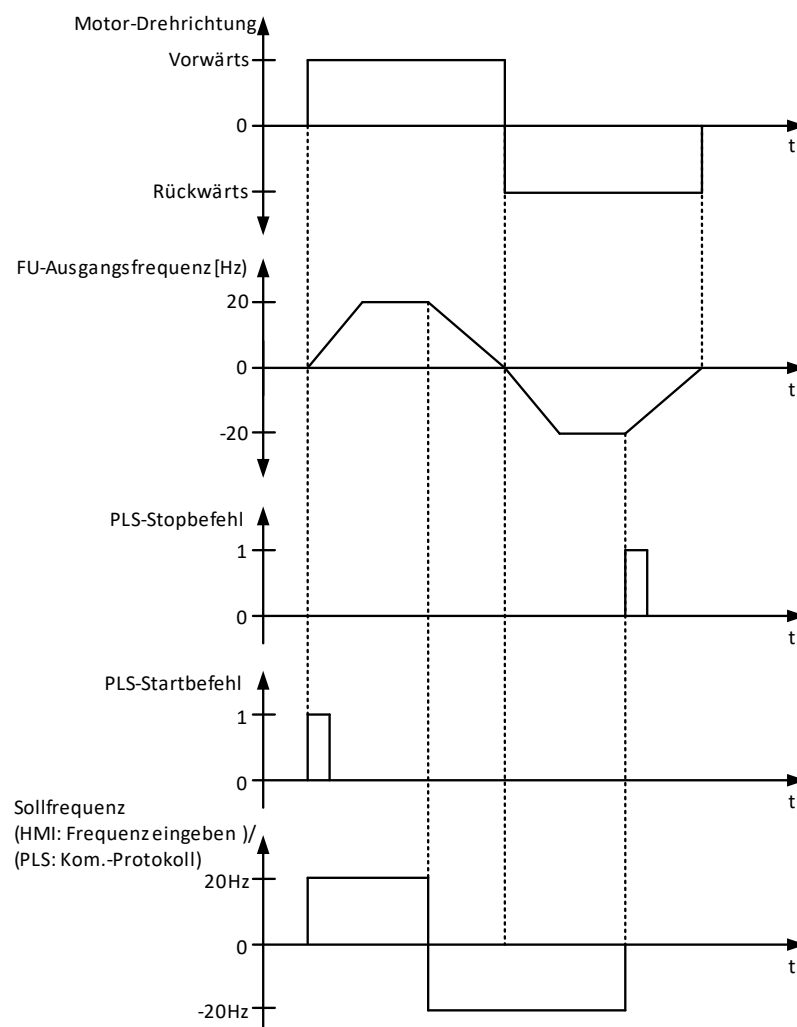 Motor-Drehrichtung
Vorwärts
0
t
Rückwärts
FU-Ausgangsfrequenz[Hz)
20
0
t
-20
PLS-Stopbefehl
1
0
t
PLS-Startbefehl
1
0
t
Sollfrequenz
(HMI: Frequenz eingeben )/
(PLS: Kom.-Protokoll)
20Hz
0
t
-20Hz